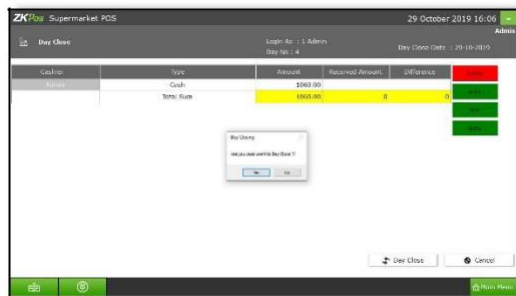 ZKPos Supermarket POS
29 October 2019 16:06
Admin
Day Close
Login As : 1 Admin
Day No : 4
Day Close Date : 29-10-2019
Cashier Type Amount Received Amount Difference
Admin Cash 1060.00
Total Sum 1060.00 0 0
Day Closing
Are you sure want to Day Close ?
Yes No
Day Close Cancel
Main Menu